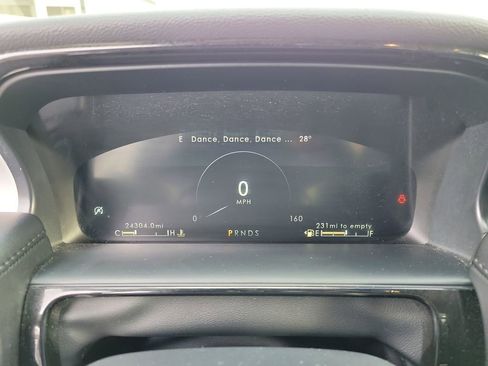 E Dance, Dance, Dance ... 28°
0
MPH
0 160
24304.0mi 231mi to empty
C H PRNDS E F